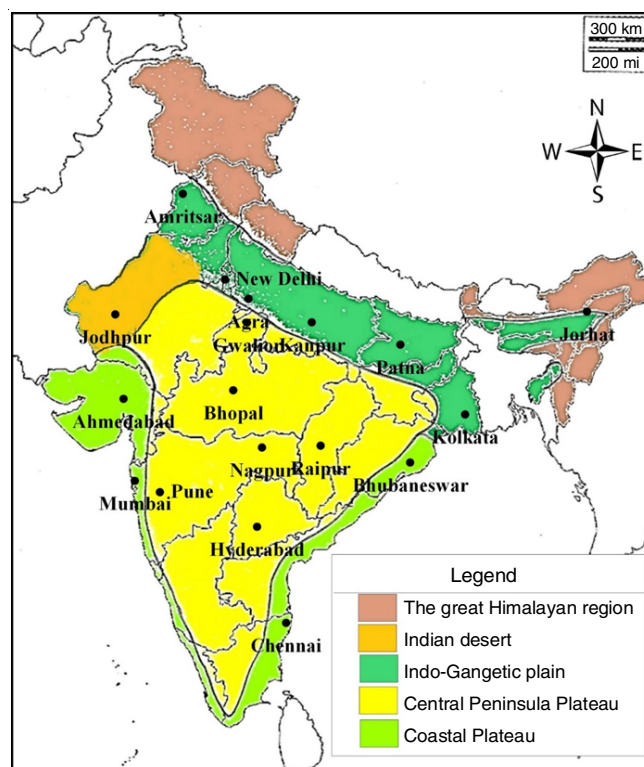 300 km
200 mi
N
W E
S
Amritsar
New Delhi
Jodhpur
Agra
Gwalior
Kanpur
Patna
Jorhat
Ahmedabad
Bhopal
Kolkata
Nagpur
Raipur
Bhubaneswar
Mumbai
Pune
Hyderabad
Chennai
Legend
The great Himalayan region
Indian desert
Indo-Gangetic plain
Central Peninsula Plateau
Coastal Plateau